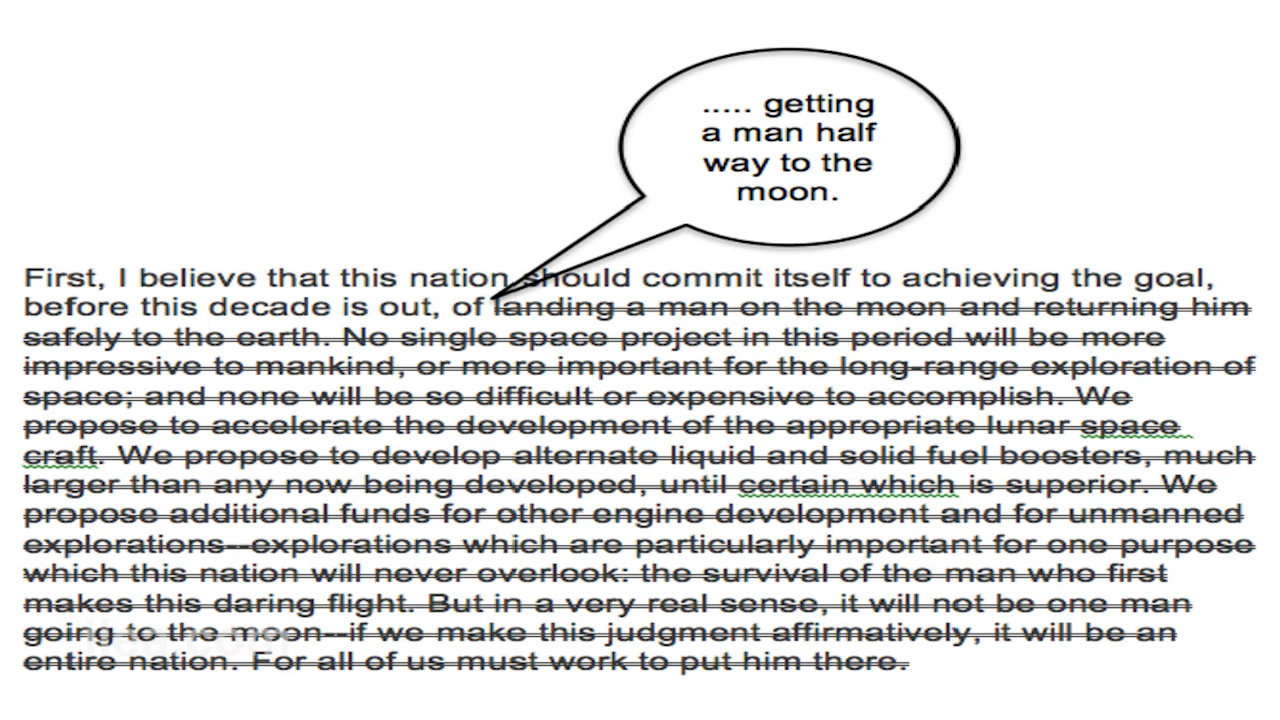 ..... getting
a man half
way to the
moon.
First, I believe that this nation should commit itself to achieving the goal,
before this decade is out, of landing a man on the moon and returning him
safely to the earth. No single space project in this period will be more
impressive to mankind, or more important for the long-range exploration of
space; and none will be so difficult or expensive to accomplish. We
propose to accelerate the development of the appropriate lunar space
craft. We propose to develop alternate liquid and solid fuel boosters, much
larger than any now being developed, until certain which is superior. We
propose additional funds for other engine development and for unmanned
explorations--explorations which are particularly important for one purpose
which this nation will never overlook: the survival of the man who first
makes this daring flight. But in a very real sense, it will not be one man
going to the moon--if we make this judgment affirmatively, it will be an
entire nation. For all of us must work to put him there.